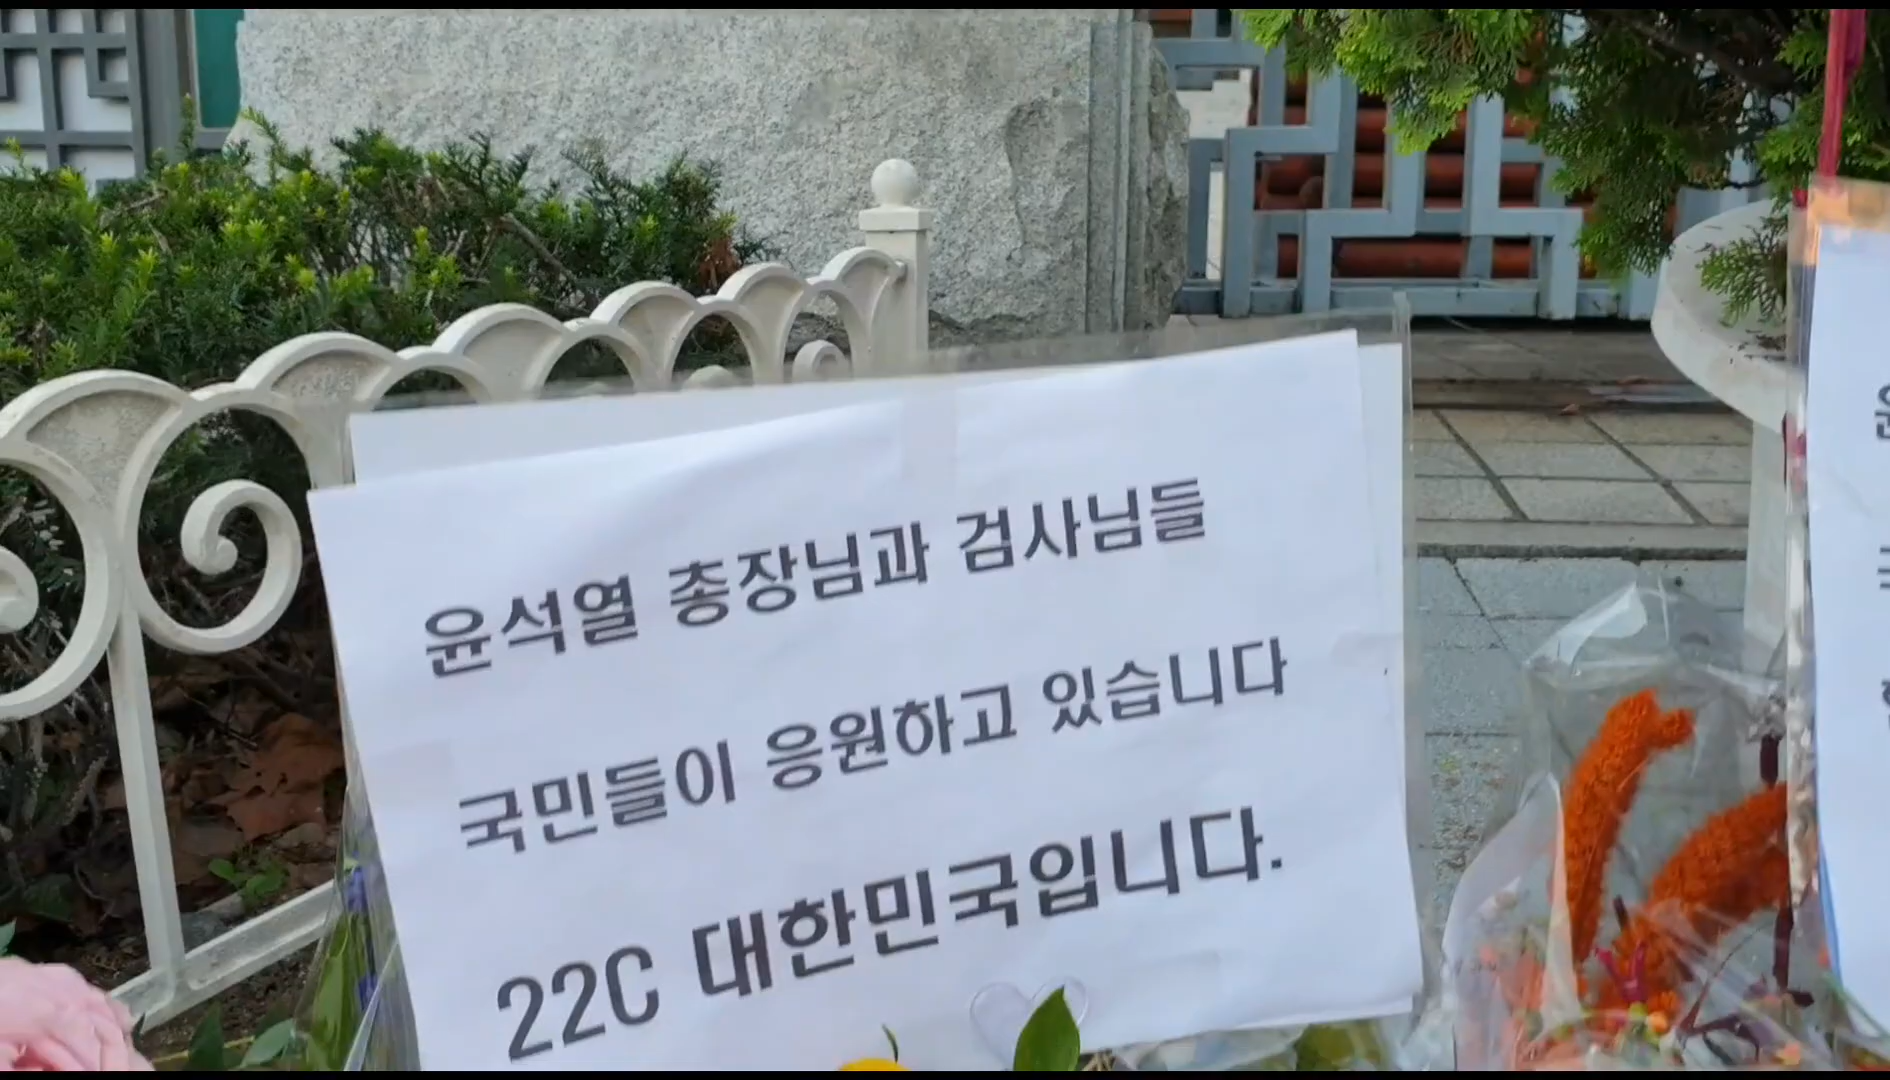 윤석열 총장님과 검사님들
국민들이 응원하고 있습니다
22C 대한민국입니다.